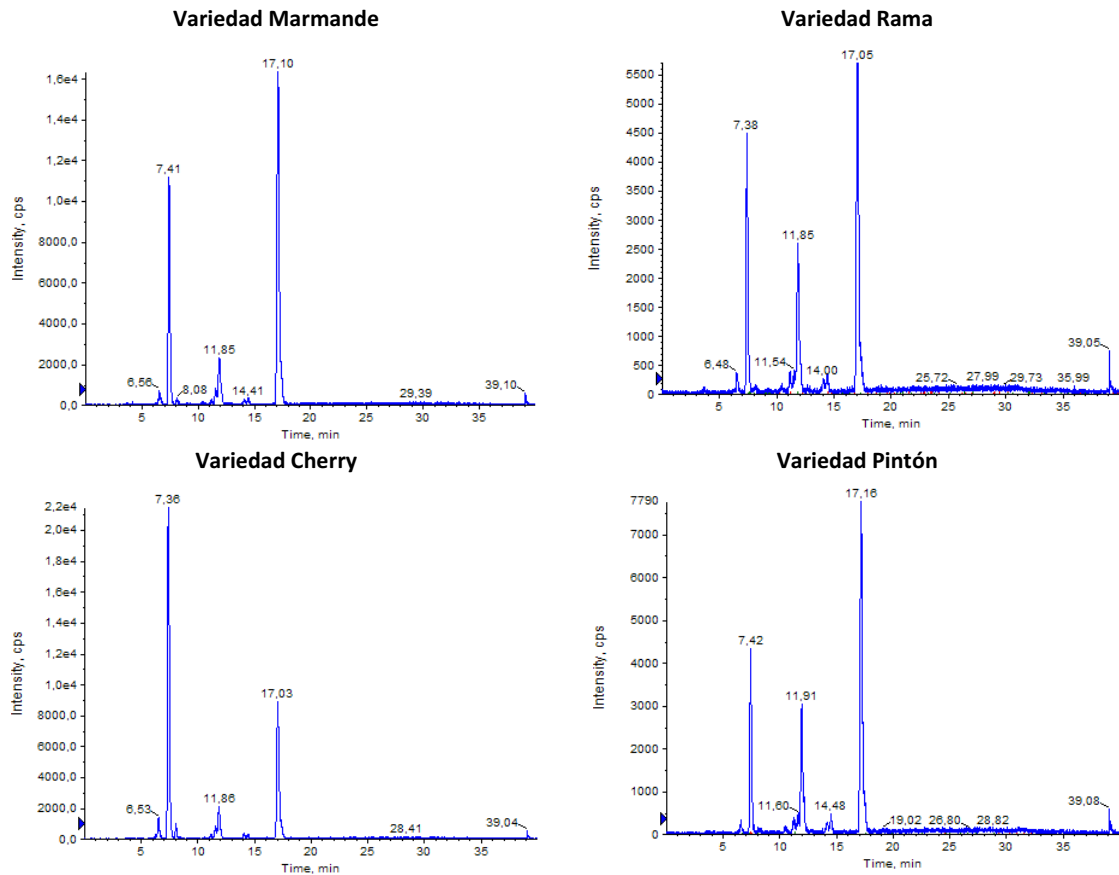 Variedad Marmande
17,10
1,6e4
1,4e4
1,2e4
1,0e4
8000,0
6000,0
4000,0
2000,0
0,0
7,41
11,85
6,56
8,08
14,41
29,39
39,10
Intensity, cps
5 10 15 20 25 30 35
Time, min
Variedad Rama
17,05
5500
5000
4500
4000
3500
3000
2500
2000
1500
1000
500
0
7,38
11,85
6,48
11,54
14,00
25,72
27,99
29,73
35,99
39,05
Intensity, cps
5 10 15 20 25 30 35
Time, min
Variedad Cherry
7,36
2,2e4
2,0e4
1,8e4
1,6e4
1,4e4
1,2e4
1,0e4
8000,0
6000,0
4000,0
2000,0
0,0
17,03
6,53
11,86
28,41
39,04
Intensity, cps
5 10 15 20 25 30 35
Time, min
Variedad Pintón
17,16
7790
7000
6000
5000
4000
3000
2000
1000
0
7,42
11,91
11,60
14,48
19,02
26,80
28,82
39,08
Intensity, cps
5 10 15 20 25 30 35
Time, min